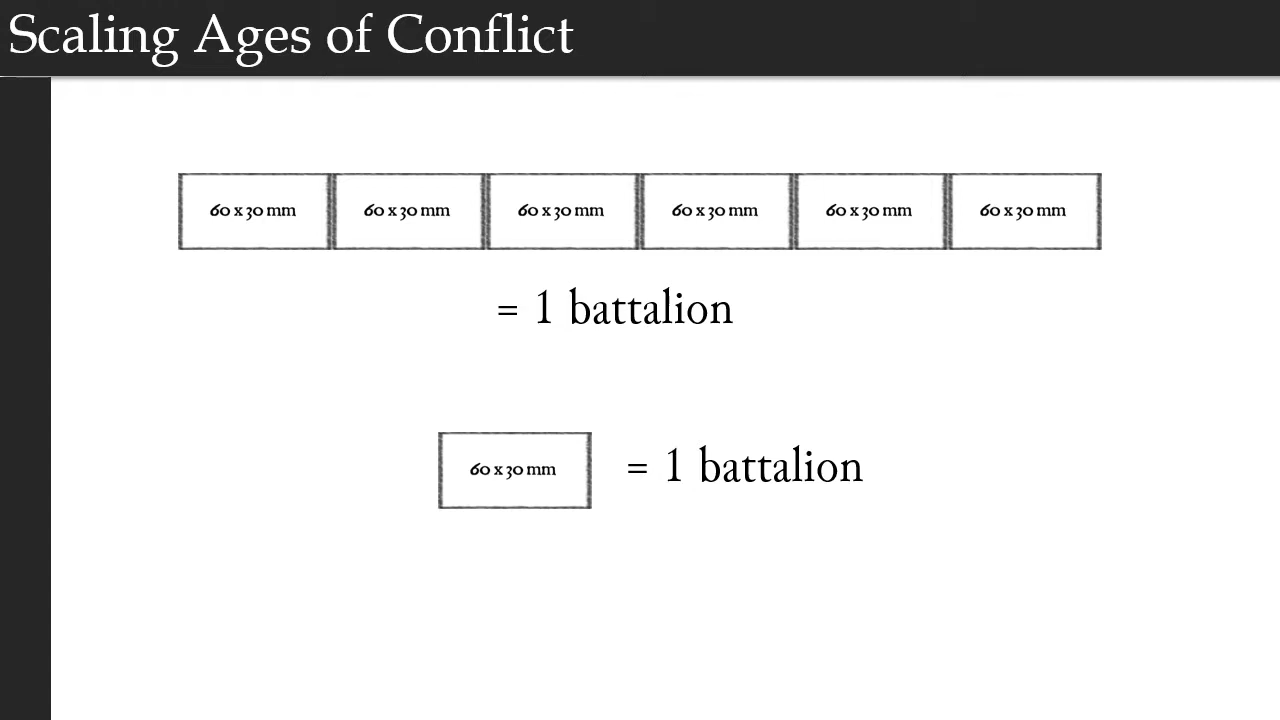 Scaling Ages of Conflict
60 x 30 mm 60 x 30 mm 60 x 30 mm 60 x 30 mm 60 x 30 mm 60 x 30 mm
= 1 battalion
60 x 30 mm = 1 battalion